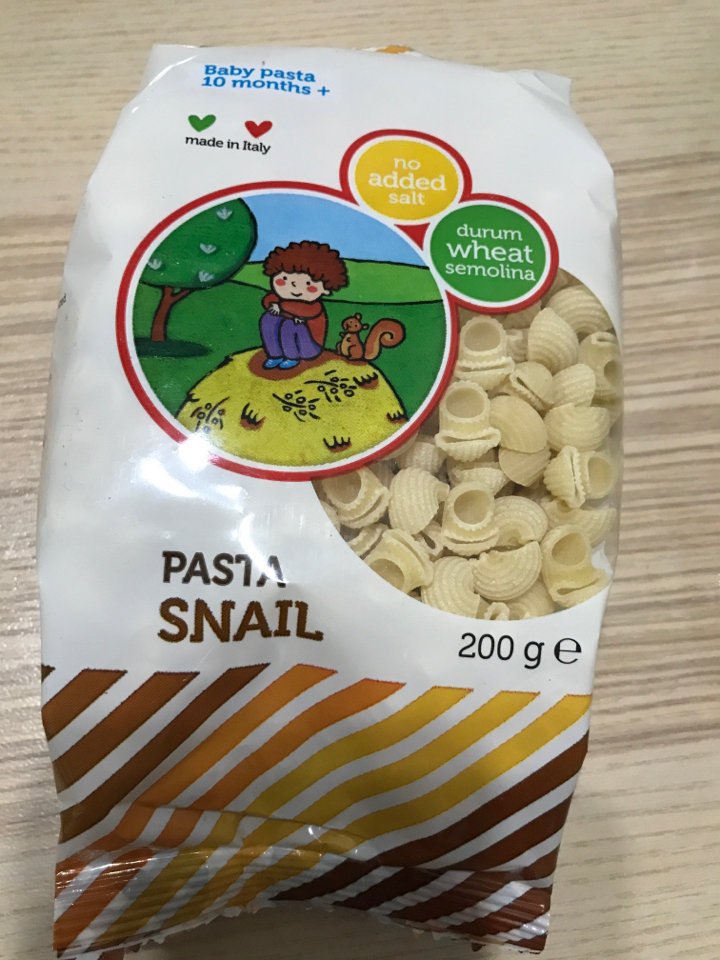 Baby pasta
10 months +
made in Italy
no
added
salt
durum
wheat
semolina
PASTA
SNAIL
200 g e